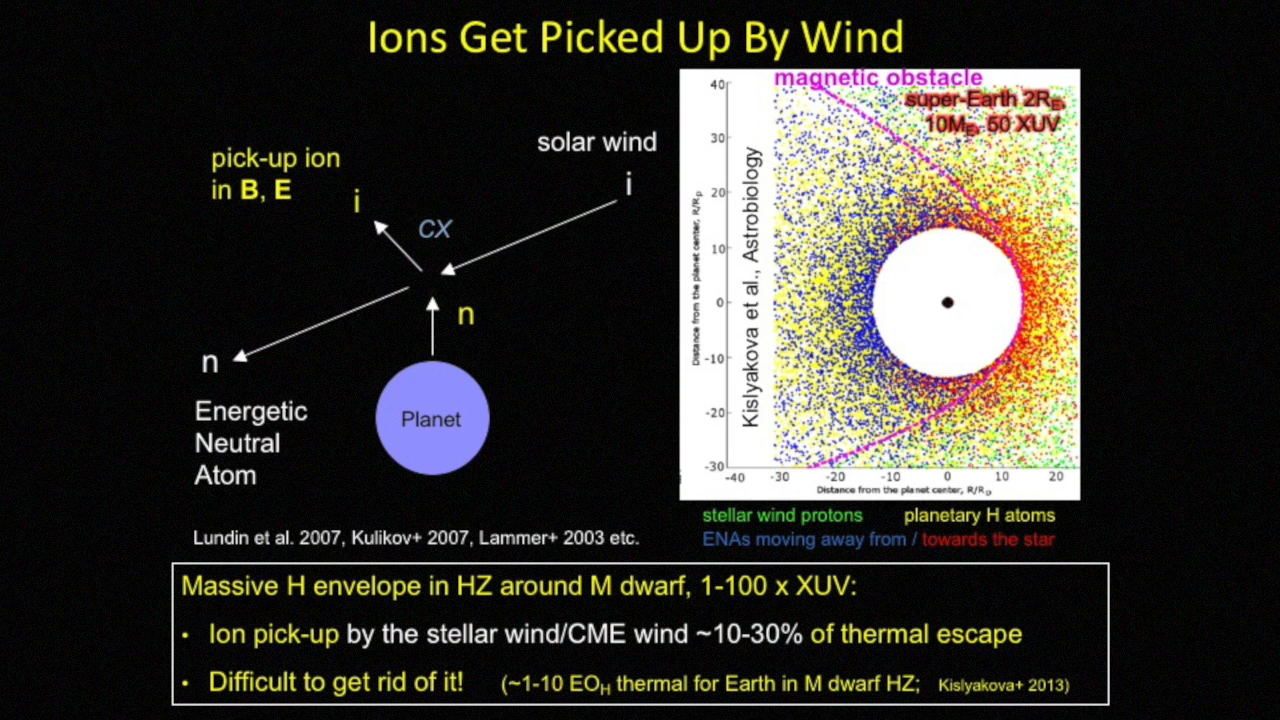 Ions Get Picked Up By Wind
pick-up ion
in B, E
i
CX
solar wind
i
n
n
Energetic
Neutral
Atom
Planet
Lundin et al. 2007, Kulikov+ 2007, Lammer+ 2003 etc.
magnetic obstacle
super-Earth 2RE,
10ME, 50 XUV
Kislyakova et al., Astrobiology
Distance from the planet center, R/Rp
40
30
20
10
0
-10
-20
-30
-40 -30 -20 -10 0 10 20
Distance from the planet center, R/Rp
stellar wind protons planetary H atoms
ENAs moving away from / towards the star
Massive H envelope in HZ around M dwarf, 1-100 x XUV:
• Ion pick-up by the stellar wind/CME wind ~10-30% of thermal escape
• Difficult to get rid of it! (~1-10 EOH thermal for Earth in M dwarf HZ; Kislyakova+ 2013)